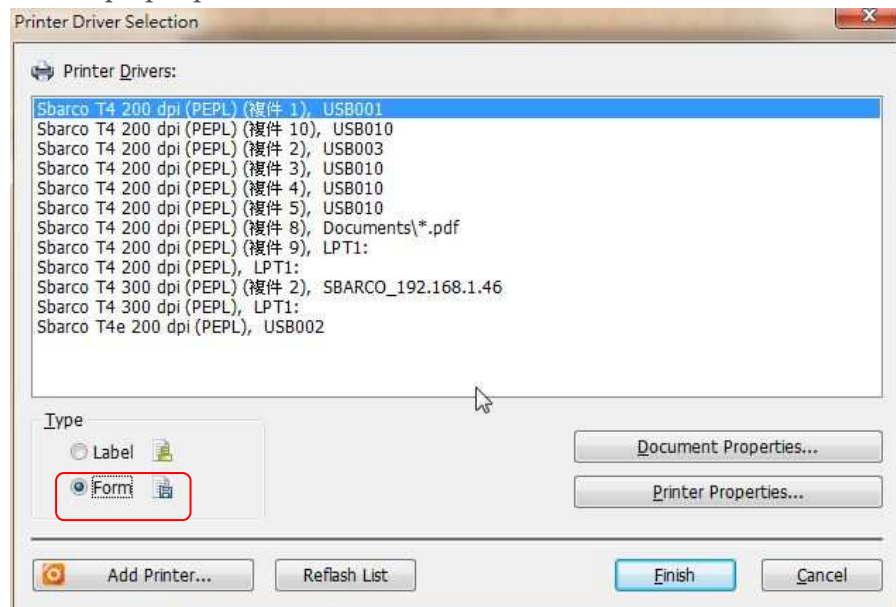 Printer Driver Selection
Printer Drivers:
Sbarco T4 200 dpi (PEPL) (複件 1), USB001
Sbarco T4 200 dpi (PEPL) (複件 10), USB010
Sbarco T4 200 dpi (PEPL) (複件 2), USB003
Sbarco T4 200 dpi (PEPL) (複件 3), USB010
Sbarco T4 200 dpi (PEPL) (複件 4), USB010
Sbarco T4 200 dpi (PEPL) (複件 5), USB010
Sbarco T4 200 dpi (PEPL) (複件 8), Documents\*.pdf
Sbarco T4 200 dpi (PEPL) (複件 9), LPT1:
Sbarco T4 200 dpi (PEPL), LPT1:
Sbarco T4 300 dpi (PEPL) (複件 2), SBARCO_192.168.1.46
Sbarco T4 300 dpi (PEPL), LPT1:
Sbarco T4e 200 dpi (PEPL), USB002
Type
Label
Document Properties...
Form
Printer Properties...
Add Printer...
Reflash List
Finish
Cancel